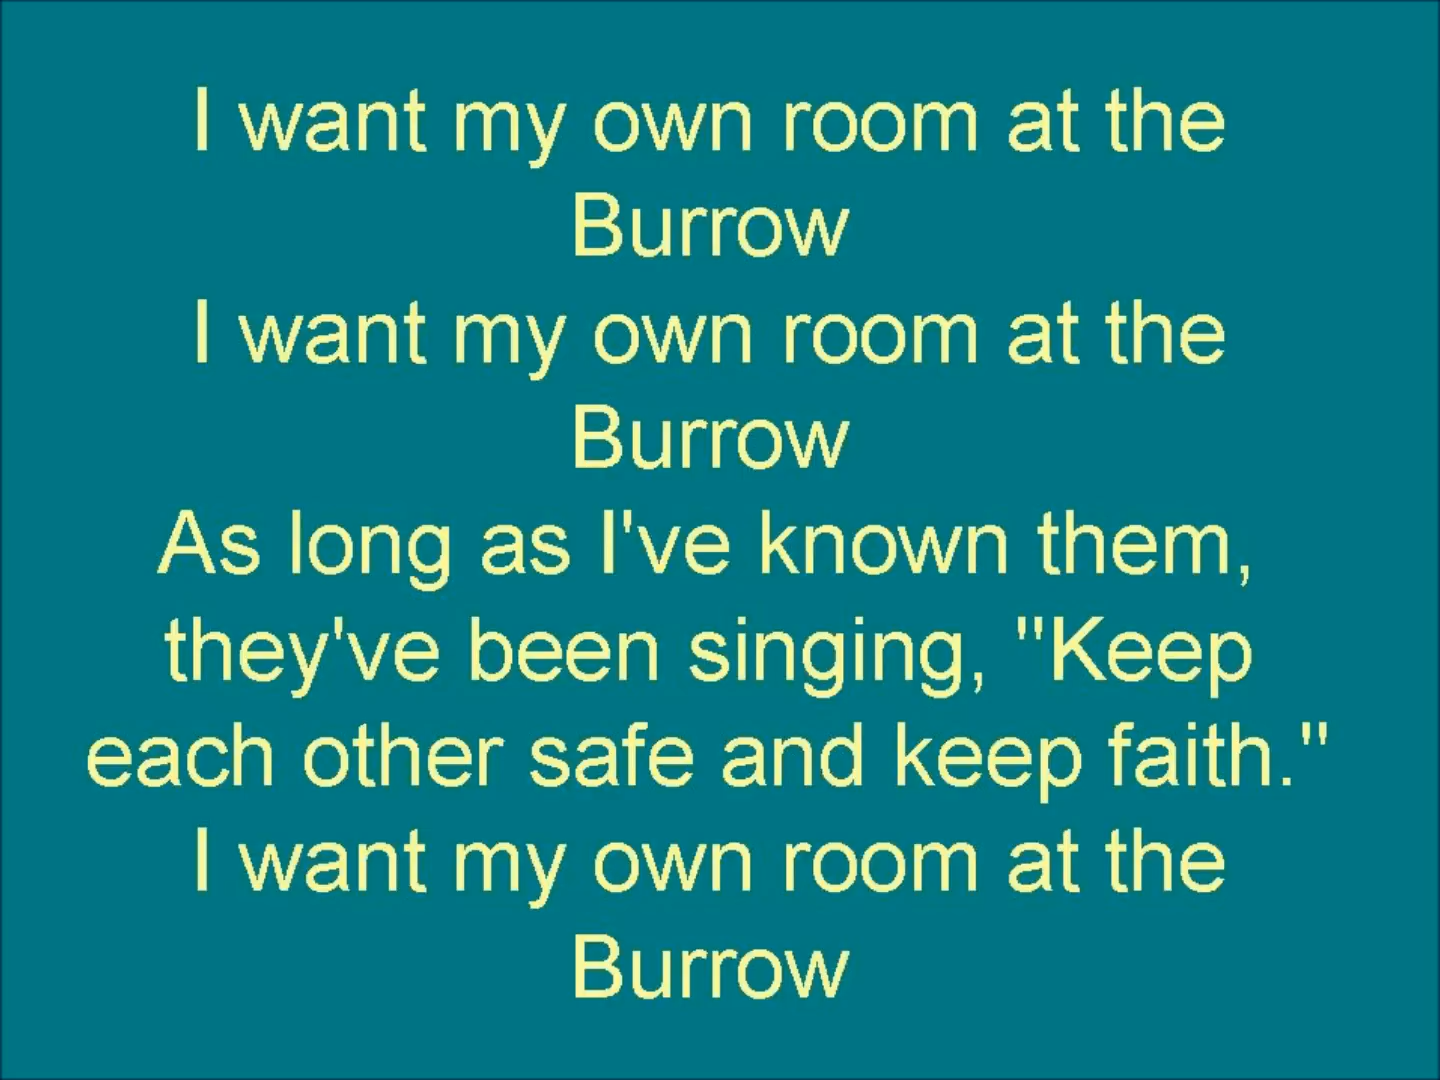 I want my own room at the
Burrow
I want my own room at the
Burrow
As long as I've known them,
they've been singing, "Keep
each other safe and keep faith."
I want my own room at the
Burrow